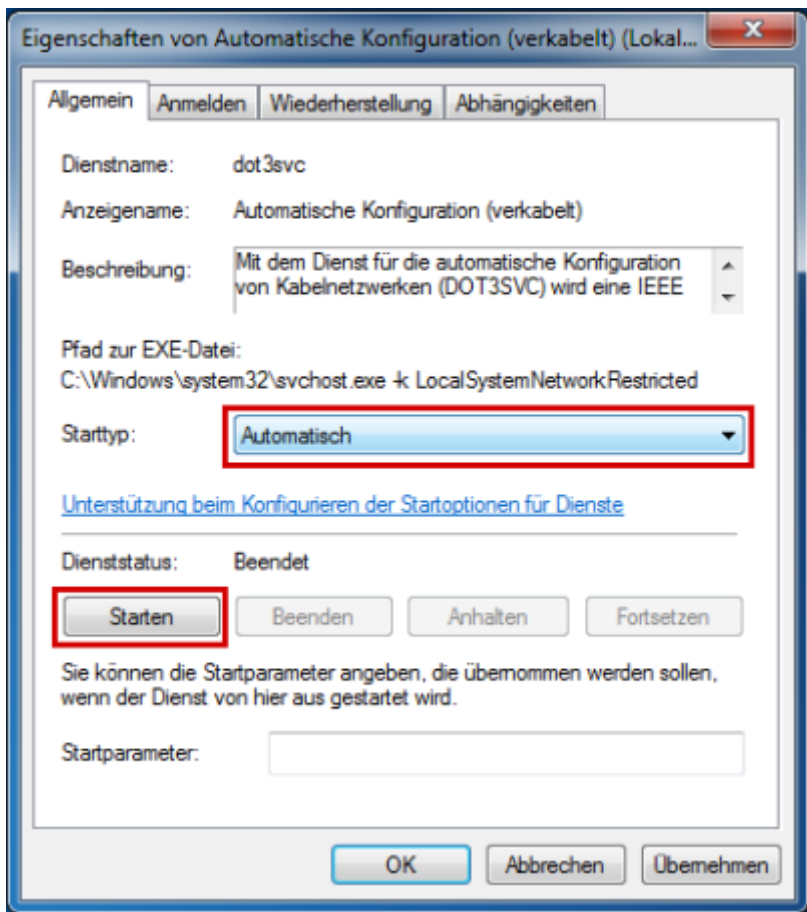 Eigenschaften von Automatische Konfiguration (verkabelt) (Lokal...
Allgemein Anmelden Wiederherstellung Abhängigkeiten
Dienstname: dot3svc
Anzeigename: Automatische Konfiguration (verkabelt)
Beschreibung: Mit dem Dienst für die automatische Konfiguration
von Kabelnetzwerken (DOT3SVC) wird eine IEEE
Pfad zur EXE-Datei:
C:\Windows\system32\svchost.exe -k LocalSystemNetworkRestricted
Starttyp: Automatisch
Unterstützung beim Konfigurieren der Startoptionen für Dienste
Dienststatus: Beendet
Starten Beenden Anhalten Fortsetzen
Sie können die Startparameter angeben, die übernommen werden sollen,
wenn der Dienst von hier aus gestartet wird.
Startparameter:
OK Abbrechen Übernehmen